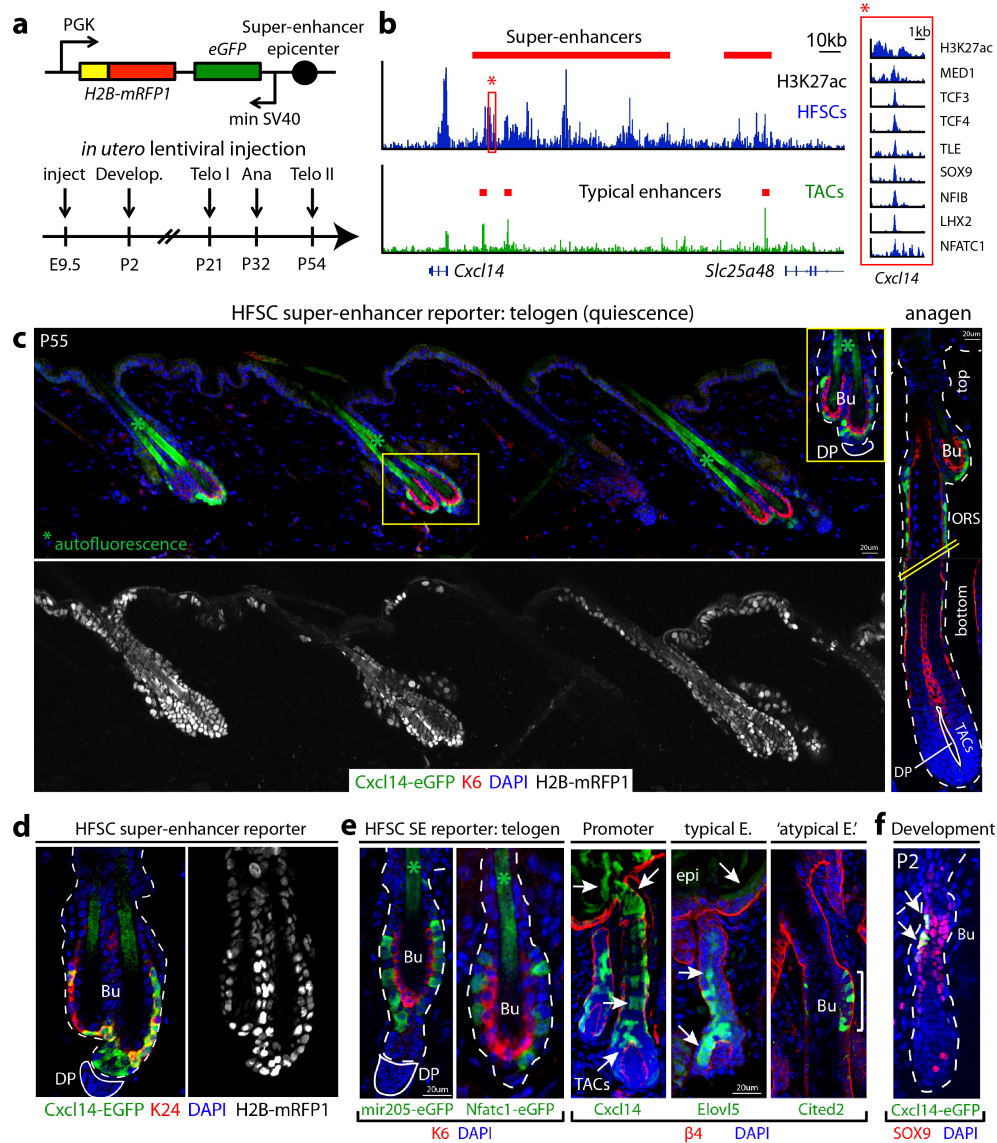 a
PGK
eGFP
Super-enhancer
epicenter
H2B-mRFP1
min SV40
in utero lentiviral injection
inject
Develop.
Telo I
Ana
Telo II
E9.5
P2
P21
P32
P54
b
Super-enhancers
10kb
H3K27ac
HFSCs
*
Typical enhancers
TACs
Cxcl14
Slc25a48
*
1kb
H3K27ac
MED1
TCF3
TCF4
TLE
SOX9
NFIB
LHX2
NFATC1
Cxcl14
HFSC super-enhancer reporter: telogen (quiescence)
anagen
c
P55
*
*
*
* autofluorescence
20um
*
Bu
DP
20um
top
Bu
ORS
bottom
TACs
DP
Cxcl14-eGFP K6 DAPI H2B-mRFP1
d
HFSC super-enhancer reporter
Bu
DP
Cxcl14-EGFP K24 DAPI H2B-mRFP1
e
HFSC SE reporter: telogen
Promoter
typical E.
'atypical E.'
*
Bu
DP
20um
*
Bu
TACs
epi
20um
Bu
mir205-eGFP
Nfatc1-eGFP
Cxcl14
Elovl5
Cited2
K6 DAPI
β4 DAPI
f
Development
P2
Bu
Cxcl14-eGFP
SOX9 DAPI